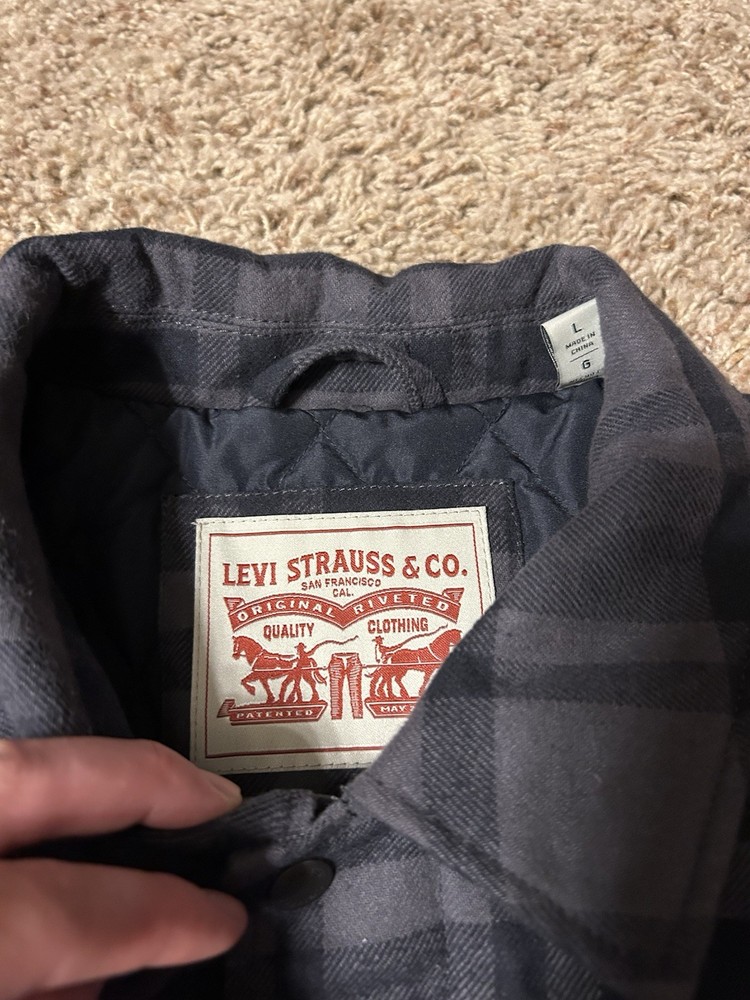 L
MADE IN
CHINA
G
LEVI STRAUSS & CO.
SAN FRANCISCO
CAL.
ORIGINAL RIVETED
QUALITY CLOTHING
PATENTED MAY